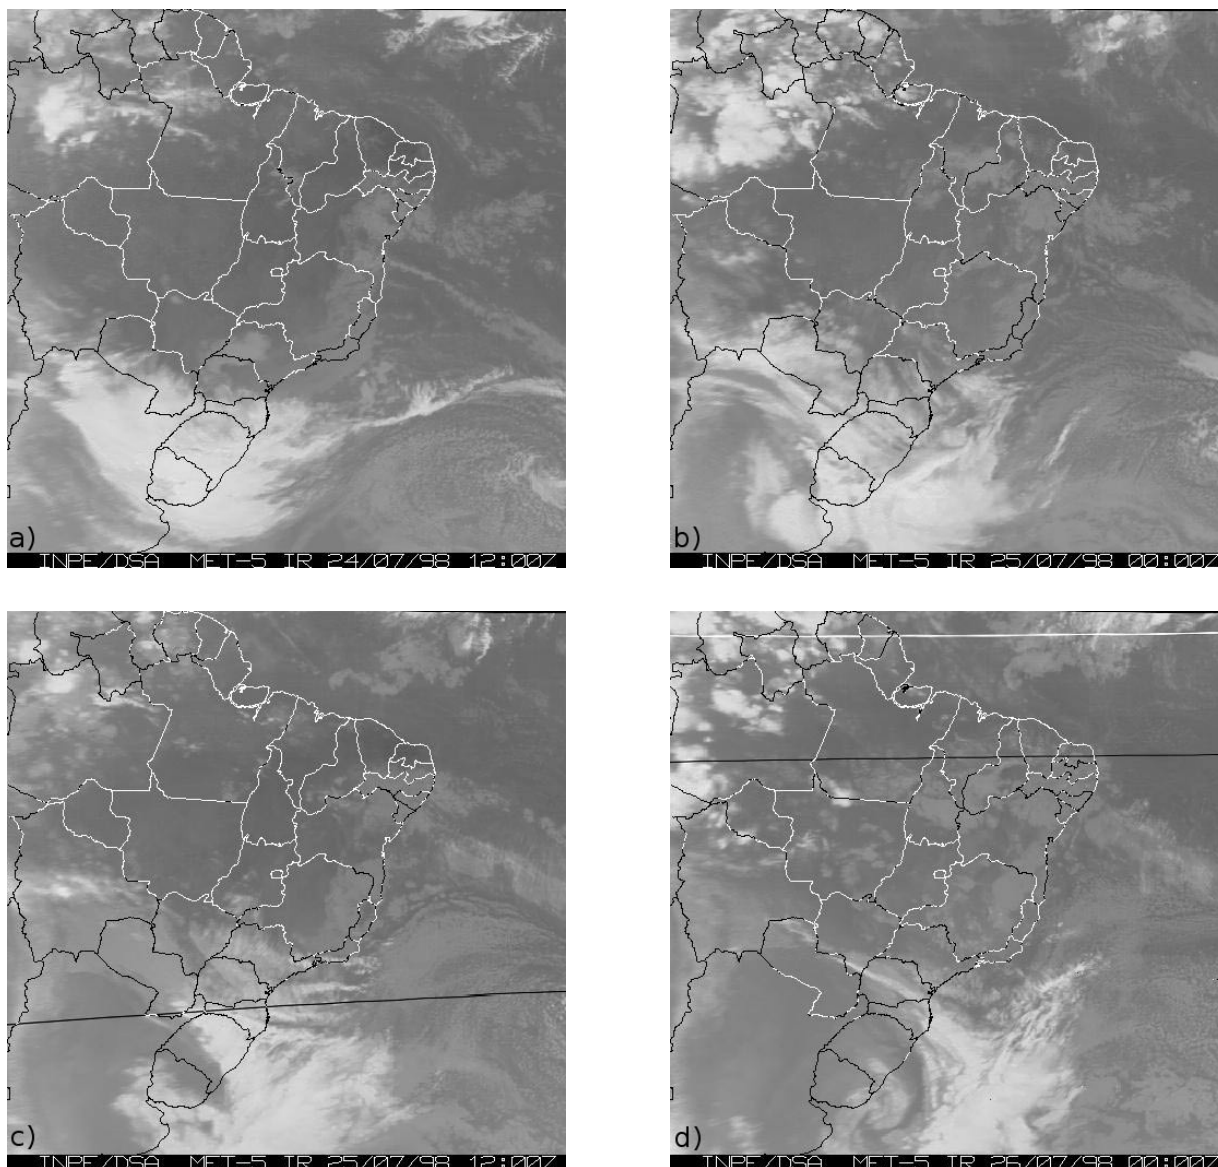 a)
INPE/DSA MET-5 IR 24/07/98 12:00Z
b)
INPE/DSA MET-5 IR 25/07/98 00:00Z
c)
INPE/DSA MET-5 IR 25/07/98 12:00Z
d)
INPE/DSA MET-5 IR 26/07/98 00:00Z